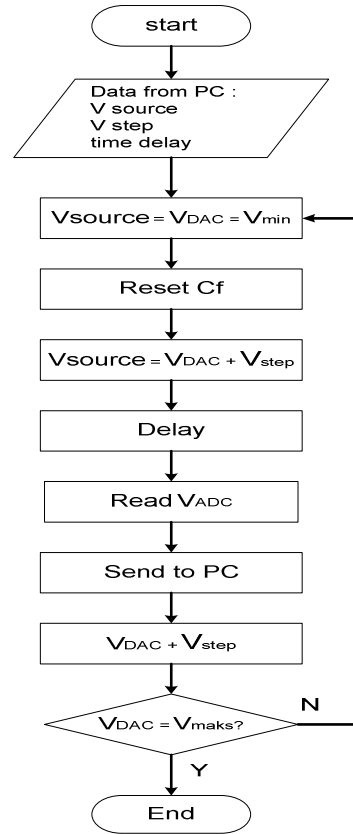 start
Data from PC :
V source
V step
time delay
Vsource = VDAC = Vmin
Reset Cf
Vsource = VDAC + Vstep
Delay
Read VADC
Send to PC
VDAC + Vstep
VDAC = Vmaks?
N
Y
End